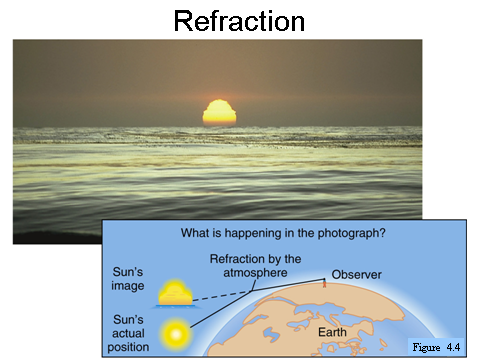 Refraction
What is happening in the photograph?
Refraction by the
atmosphere
Observer
Sun's
image
Sun's
actual
position
Earth
Figure 4.4